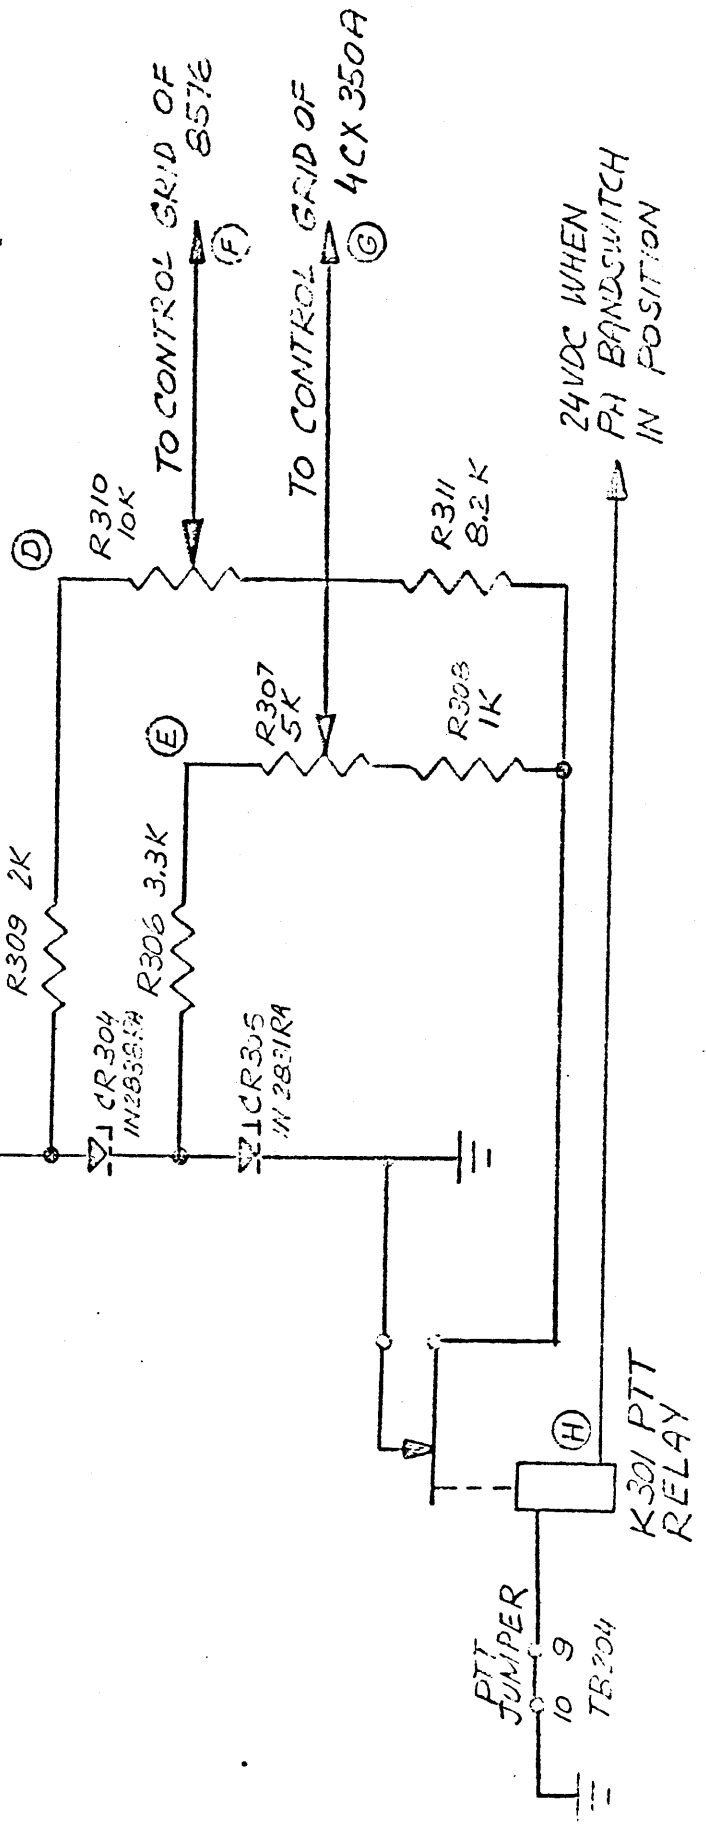 TO CONTROL GRID OF
8576
F
TO CONTROL GRID OF
4CX350A
G
D
R310
10K
E
R307
5K
R311
8.2K
R308
1K
24VDC WHEN
PA BANDSWITCH
IN POSITION
R309 2K
R306 3.3K
CR304
CR305
1N2831RA
H
K301 PTT
RELAY
PTT
JUMPER
10 9
TB204